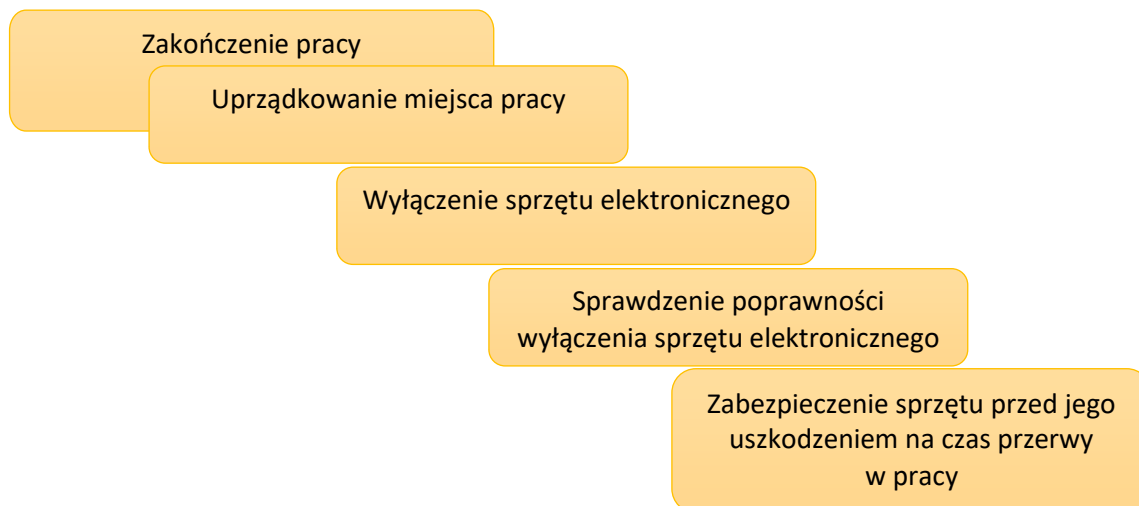 Zakończenie pracy
Uprządkowanie miejsca pracy
Wyłączenie sprzętu elektronicznego
Sprawdzenie poprawności
wyłączenia sprzętu elektronicznego
Zabezpieczenie sprzętu przed jego
uszkodzeniem na czas przerwy
w pracy